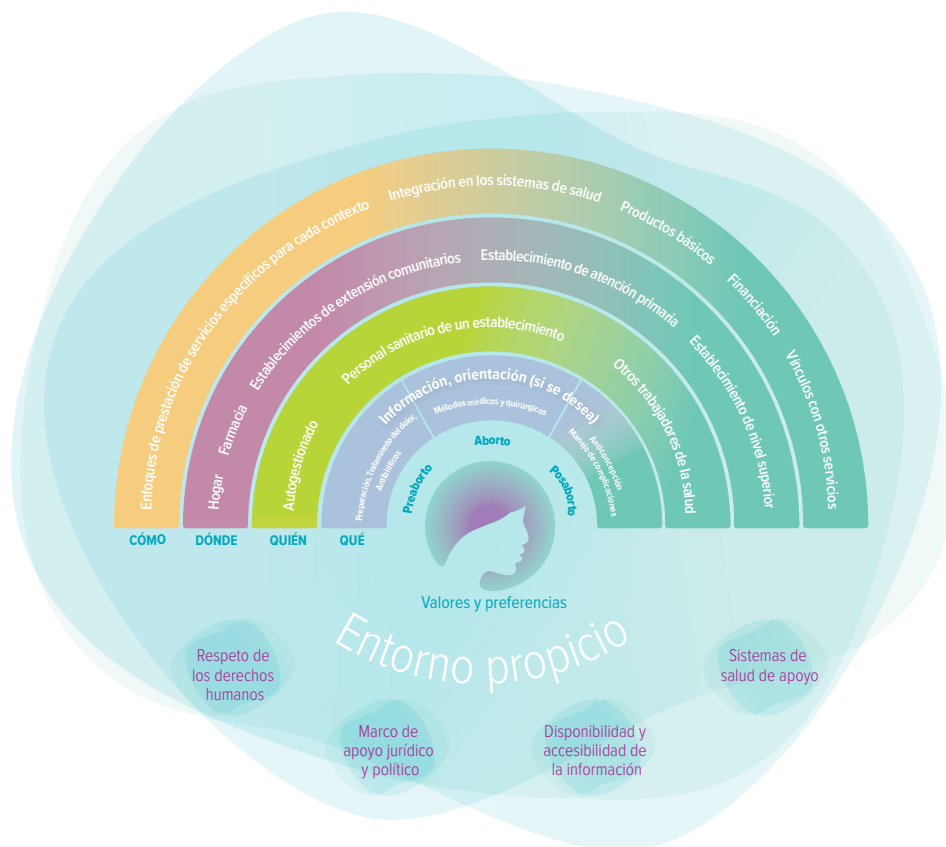 Enfoques de prestación de servicios específicos para cada contexto
Integración en los sistemas de salud
Productos básicos
Financiación
Vínculos con otros servicios
Hogar
Farmacia
Establecimientos de extensión comunitarios
Establecimiento de atención primaria
Establecimiento de nivel superior
Autogestionado
Personal sanitario de un establecimiento
Otros trabajadores de la salud
Información, orientación (si se desea)
Preparación, Tratamiento del dolor,
Antibióticos
Métodos médicos y quirúrgicos
Anticoncepción
Manejo de complicaciones
Preaborto
Aborto
Posaborto
CÓMO
DÓNDE
QUIÉN
QUÉ
Valores y preferencias
Entorno propicio
Respeto de
los derechos
humanos
Marco de
apoyo jurídico
y político
Disponibilidad y
accesibilidad de
la información
Sistemas de
salud de apoyo